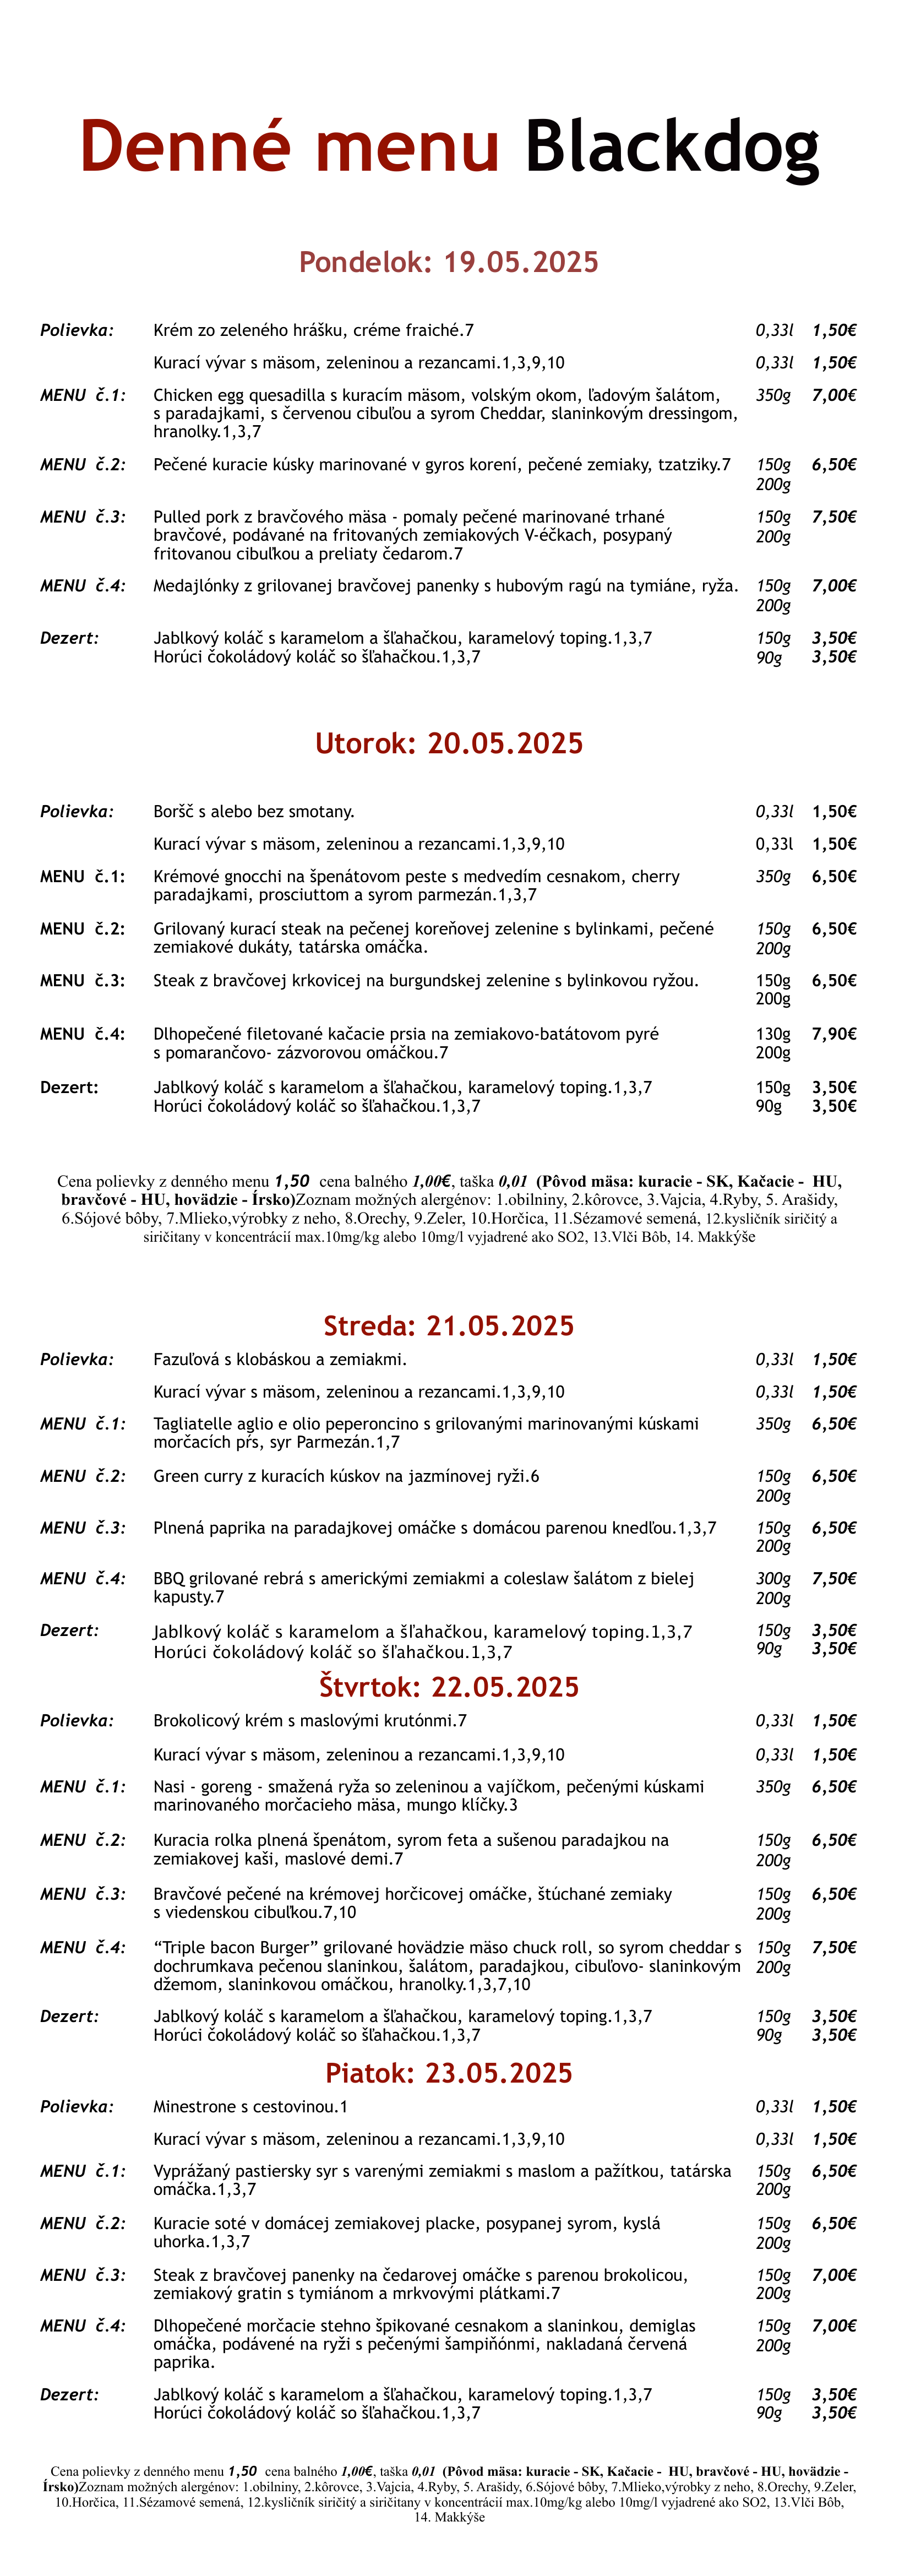 Denné menu Blackdog
Pondelok: 19.05.2025
Polievka: Krém zo zeleného hrášku, créme fraiché.7 0,33l 1,50€
Kurací vývar s mäsom, zeleninou a rezancami.1,3,9,10 0,33l 1,50€
MENU č.1: Chicken egg quesadilla s kuracím mäsom, volským okom, ľadovým šalátom, 350g 7,00€
s paradajkami, s červenou cibuľou a syrom Cheddar, slaninkovým dressingom,
hranolky.1,3,7
MENU č.2: Pečené kuracie kúsky marinované v gyros korení, pečené zemiaky, tzatziky.7 150g 6,50€
200g
MENU č.3: Pulled pork z bravčového mäsa - pomaly pečené marinované trhané 150g 7,50€
bravčové, podávané na fritovaných zemiakových V-éčkach, posypaný 200g
fritovanou cibuľkou a preliaty čedarom.7
MENU č.4: Medajlónky z grilovanej bravčovej panenky s hubovým ragú na tymiáne, ryža. 150g 7,00€
200g
Dezert: Jablkový koláč s karamelom a šľahačkou, karamelový toping.1,3,7 150g 3,50€
Horúci čokoládový koláč so šľahačkou.1,3,7 90g 3,50€
Utorok: 20.05.2025
Polievka: Boršč s alebo bez smotany. 0,33l 1,50€
Kurací vývar s mäsom, zeleninou a rezancami.1,3,9,10 0,33l 1,50€
MENU č.1: Krémové gnocchi na špenátovom peste s medvedím cesnakom, cherry 350g 6,50€
paradajkami, prosciuttom a syrom parmezán.1,3,7
MENU č.2: Grilovaný kurací steak na pečenej koreňovej zelenine s bylinkami, pečené 150g 6,50€
zemiakové dukáty, tatárska omáčka. 200g
MENU č.3: Steak z bravčovej krkovicej na burgundskej zelenine s bylinkovou ryžou. 150g 6,50€
200g
MENU č.4: Dlhopečené filetované kačacie prsia na zemiakovo-batátovom pyré 130g 7,90€
s pomarančovo- zázvorovou omáčkou.7 200g
Dezert: Jablkový koláč s karamelom a šľahačkou, karamelový toping.1,3,7 150g 3,50€
Horúci čokoládový koláč so šľahačkou.1,3,7 90g 3,50€
Cena polievky z denného menu 1,50 cena balného 1,00€, taška 0,01 (Pôvod mäsa: kuracie - SK, Kačacie - HU,
bravčové - HU, hovädzie - Írsko)Zoznam možných alergénov: 1.obilniny, 2.kôrovce, 3.Vajcia, 4.Ryby, 5. Arašidy,
6.Sójové bôby, 7.Mlieko,výrobky z neho, 8.Orechy, 9.Zeler, 10.Horčica, 11.Sézamové semená, 12.kysličník siričitý a
siričitany v koncentrácií max.10mg/kg alebo 10mg/l vyjadrené ako SO2, 13.Vlči Bôb, 14. Makkýše
Streda: 21.05.2025
Polievka: Fazuľová s klobáskou a zemiakmi. 0,33l 1,50€
Kurací vývar s mäsom, zeleninou a rezancami.1,3,9,10 0,33l 1,50€
MENU č.1: Tagliatelle aglio e olio peperoncino s grilovanými marinovanými kúskami 350g 6,50€
morčacích pŕs, syr Parmezán.1,7
MENU č.2: Green curry z kuracích kúskov na jazmínovej ryži.6 150g 6,50€
200g
MENU č.3: Plnená paprika na paradajkovej omáčke s domácou parenou knedľou.1,3,7 150g 6,50€
200g
MENU č.4: BBQ grilované rebrá s americkými zemiakmi a coleslaw šalátom z bielej 300g 7,50€
kapusty.7 200g
Dezert: Jablkový koláč s karamelom a šľahačkou, karamelový toping.1,3,7 150g 3,50€
Horúci čokoládový koláč so šľahačkou.1,3,7 90g 3,50€
Štvrtok: 22.05.2025
Polievka: Brokolicový krém s maslovými krutónmi.7 0,33l 1,50€
Kurací vývar s mäsom, zeleninou a rezancami.1,3,9,10 0,33l 1,50€
MENU č.1: Nasi - goreng - smažená ryža so zeleninou a vajíčkom, pečenými kúskami 350g 6,50€
marinovaného morčacieho mäsa, mungo klíčky.3
MENU č.2: Kuracia rolka plnená špenátom, syrom feta a sušenou paradajkou na 150g 6,50€
zemiakovej kaši, maslové demi.7 200g
MENU č.3: Bravčové pečené na krémovej horčicovej omáčke, štúchané zemiaky 150g 6,50€
s viedenskou cibuľkou.7,10 200g
MENU č.4: “Triple bacon Burger” grilované hovädzie mäso chuck roll, so syrom cheddar s 150g 7,50€
dochrumkava pečenou slaninkou, šalátom, paradajkou, cibuľovo- slaninkovým 200g
džemom, slaninkovou omáčkou, hranolky.1,3,7,10
Dezert: Jablkový koláč s karamelom a šľahačkou, karamelový toping.1,3,7 150g 3,50€
Horúci čokoládový koláč so šľahačkou.1,3,7 90g 3,50€
Piatok: 23.05.2025
Polievka: Minestrone s cestovinou.1 0,33l 1,50€
Kurací vývar s mäsom, zeleninou a rezancami.1,3,9,10 0,33l 1,50€
MENU č.1: Vyprážaný pastiersky syr s varenými zemiakmi s maslom a pažítkou, tatárska 150g 6,50€
omáčka.1,3,7 200g
MENU č.2: Kuracie soté v domácej zemiakovej placke, posypanej syrom, kyslá 150g 6,50€
uhorka.1,3,7 200g
MENU č.3: Steak z bravčovej panenky na čedarovej omáčke s parenou brokolicou, 150g 7,00€
zemiakový gratin s tymiánom a mrkvovými plátkami.7 200g
MENU č.4: Dlhopečené morčacie stehno špikované cesnakom a slaninkou, demiglas 150g 7,00€
omáčka, podávené na ryži s pečenými šampiňónmi, nakladaná červená 200g
paprika.
Dezert: Jablkový koláč s karamelom a šľahačkou, karamelový toping.1,3,7 150g 3,50€
Horúci čokoládový koláč so šľahačkou.1,3,7 90g 3,50€
Cena polievky z denného menu 1,50 cena balného 1,00€, taška 0,01 (Pôvod mäsa: kuracie - SK, Kačacie - HU, bravčové - HU, hovädzie -
Írsko)Zoznam možných alergénov: 1.obilniny, 2.kôrovce, 3.Vajcia, 4.Ryby, 5. Arašidy, 6.Sójové bôby, 7.Mlieko,výrobky z neho, 8.Orechy, 9.Zeler,
10.Horčica, 11.Sézamové semená, 12.kysličník siričitý a siričitany v koncentrácií max.10mg/kg alebo 10mg/l vyjadrené ako SO2, 13.Vlči Bôb,
14. Makkýše